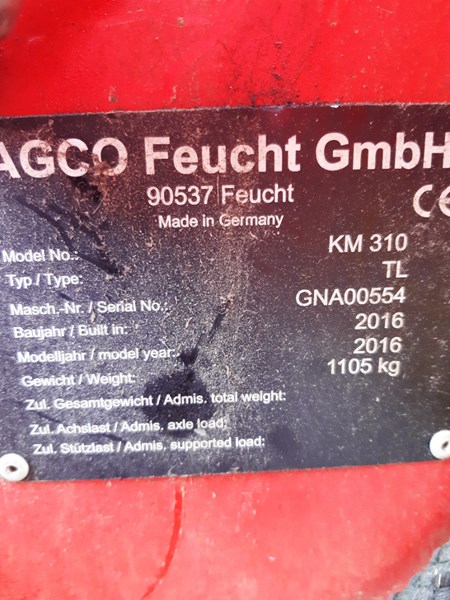 AGCO Feucht GmbH
90537 Feucht
Made in Germany
CE
Model No.: KM 310
Typ / Type: TL
Masch.-Nr. / Serial No.: GNA00554
Baujahr / Built in: 2016
Modelljahr / model year: 2016
Gewicht / Weight: 1105 kg
Zul. Gesamtgewicht / Admis. total weight:
Zul. Achslast / Admis. axle load:
Zul. Stützlast / Admis. supported load: